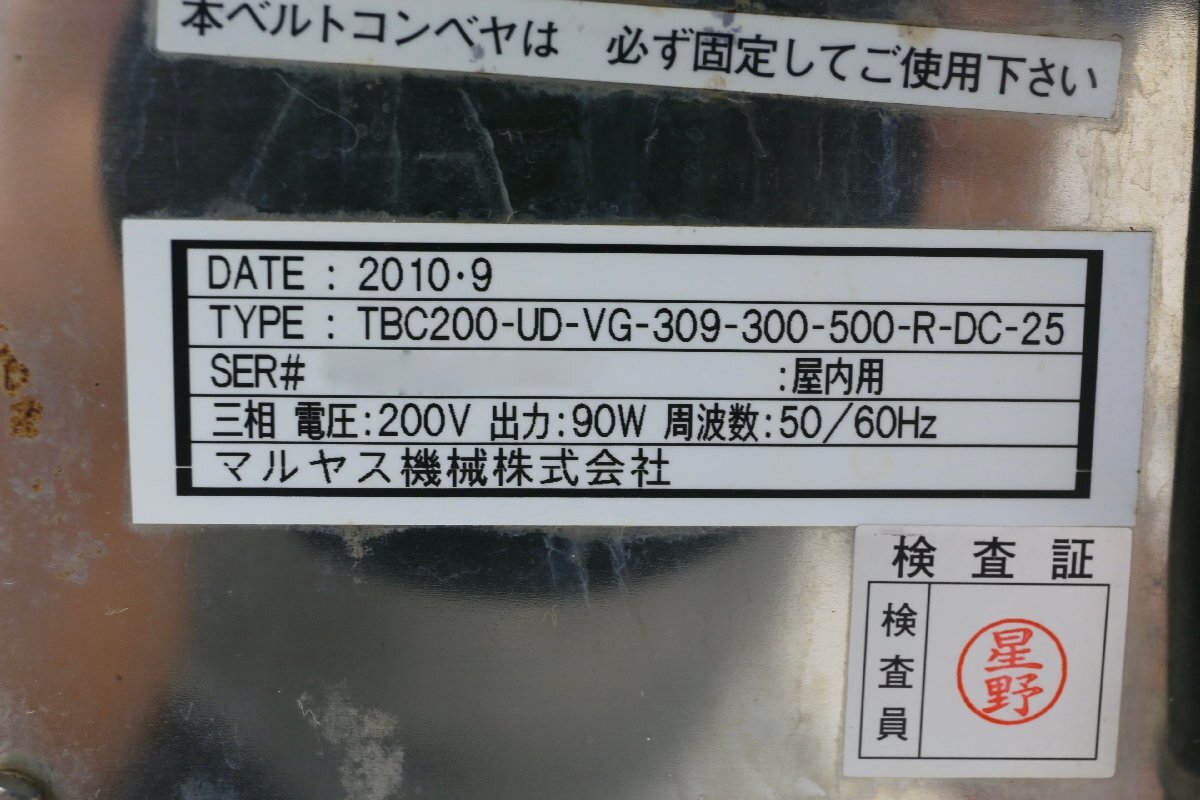 本ベルトコンベヤは 必ず固定してご使用下さい
DATE : 2010・9
TYPE : TBC200-UD-VG-309-300-500-R-DC-25
SER# :屋内用
三相 電圧:200V 出力:90W 周波数:50/60Hz
マルヤス機械株式会社
検査証
検査員
星野